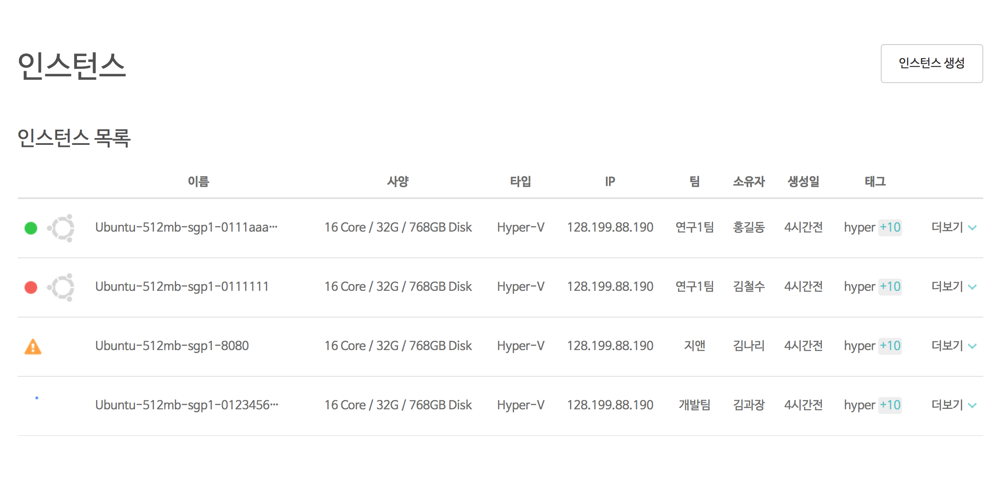 인스턴스
인스턴스 생성
인스턴스 목록
이름 사양 타입 IP 팀 소유자 생성일 태그
Ubuntu-512mb-sgp1-0111aaa… 16 Core / 32G / 768GB Disk Hyper-V 128.199.88.190 연구1팀 홍길동 4시간전 hyper +10 더보기
Ubuntu-512mb-sgp1-0111111 16 Core / 32G / 768GB Disk Hyper-V 128.199.88.190 연구1팀 김철수 4시간전 hyper +10 더보기
Ubuntu-512mb-sgp1-8080 16 Core / 32G / 768GB Disk Hyper-V 128.199.88.190 지앤 김나리 4시간전 hyper +10 더보기
Ubuntu-512mb-sgp1-0123456… 16 Core / 32G / 768GB Disk Hyper-V 128.199.88.190 개발팀 김과장 4시간전 hyper +10 더보기